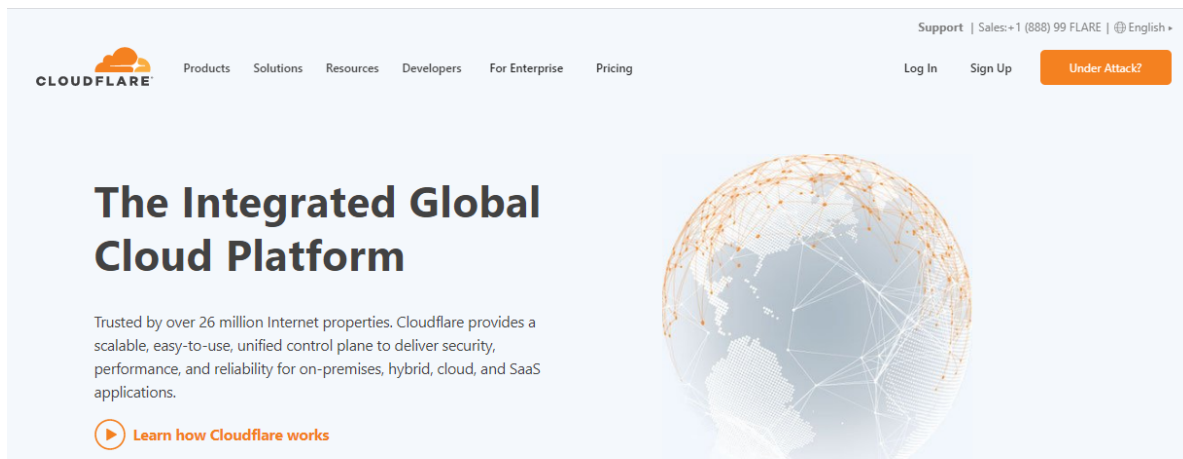 Support | Sales:+1 (888) 99 FLARE | English ▸
CLOUDFLARE
Products Solutions Resources Developers For Enterprise Pricing Log In Sign Up Under Attack?
The Integrated Global
Cloud Platform
Trusted by over 26 million Internet properties. Cloudflare provides a
scalable, easy-to-use, unified control plane to deliver security,
performance, and reliability for on-premises, hybrid, cloud, and SaaS
applications.
Learn how Cloudflare works